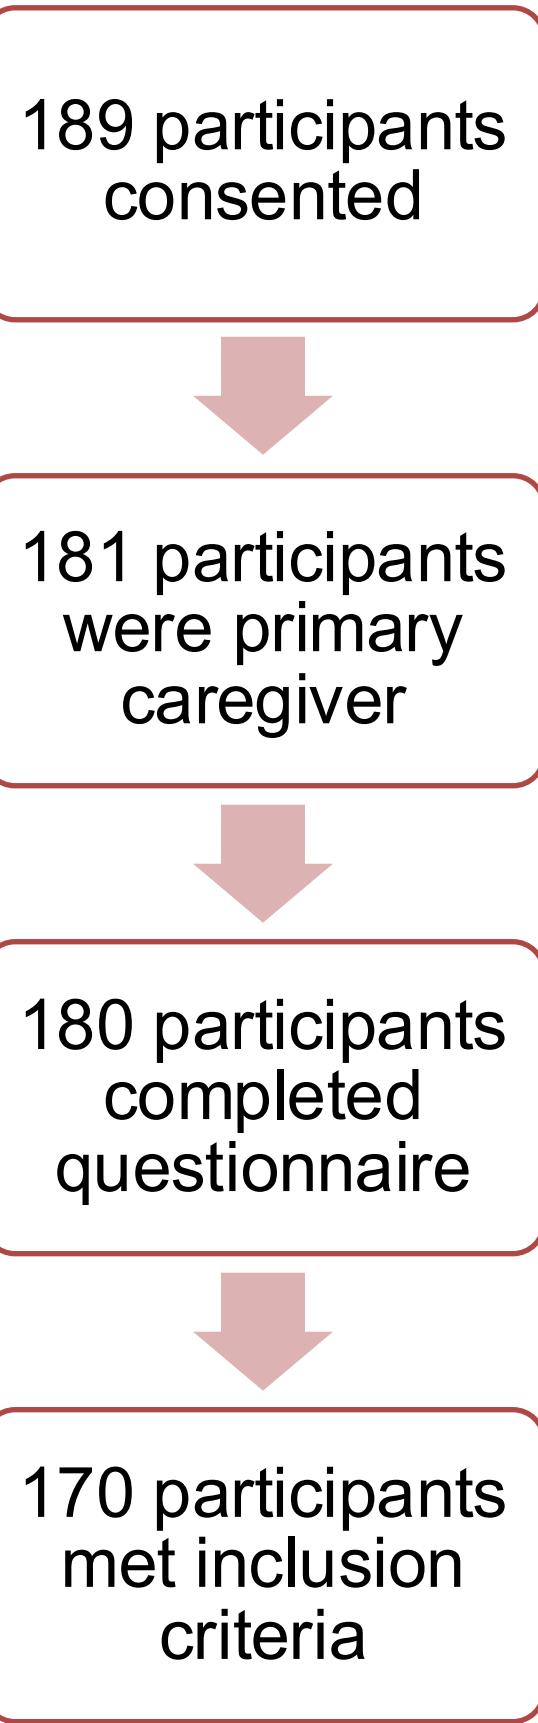 189 participants
consented
181 participants
were primary
caregiver
180 participants
completed
questionnaire
170 participants
met inclusion
criteria